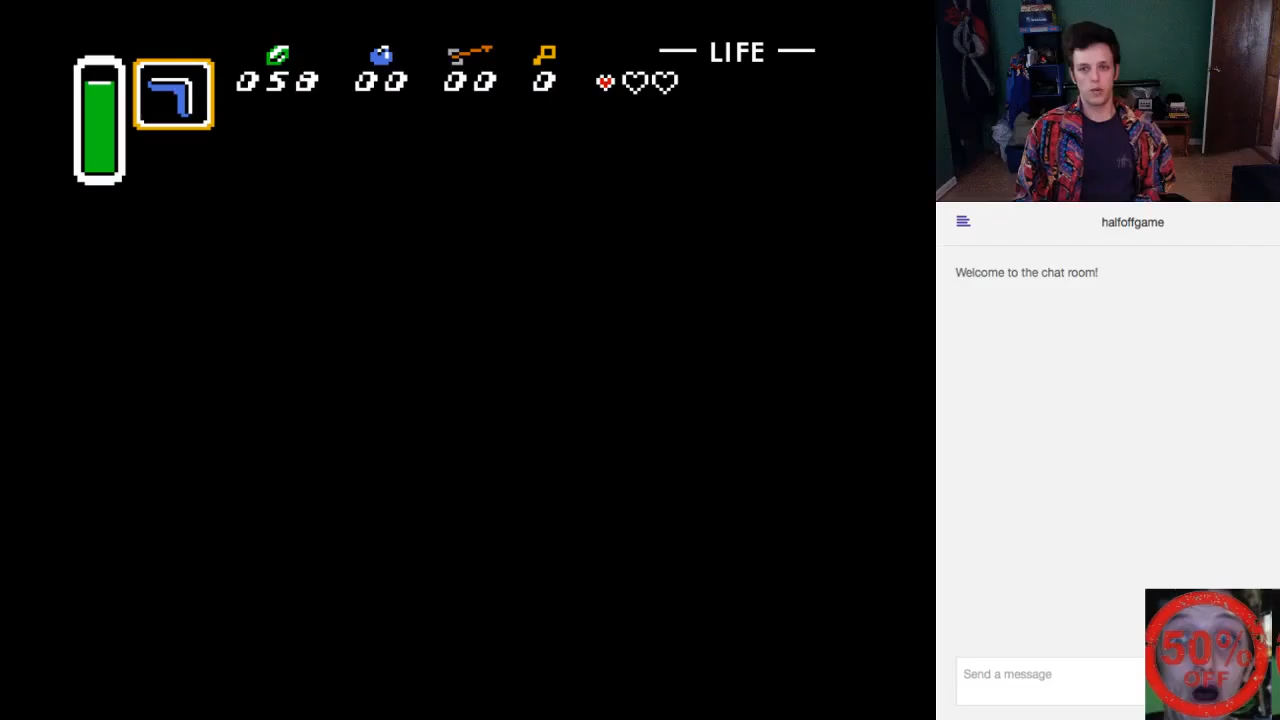 — LIFE —
058 00 00 0
halfoffgame
Welcome to the chat room!
Send a message
50%
OFF